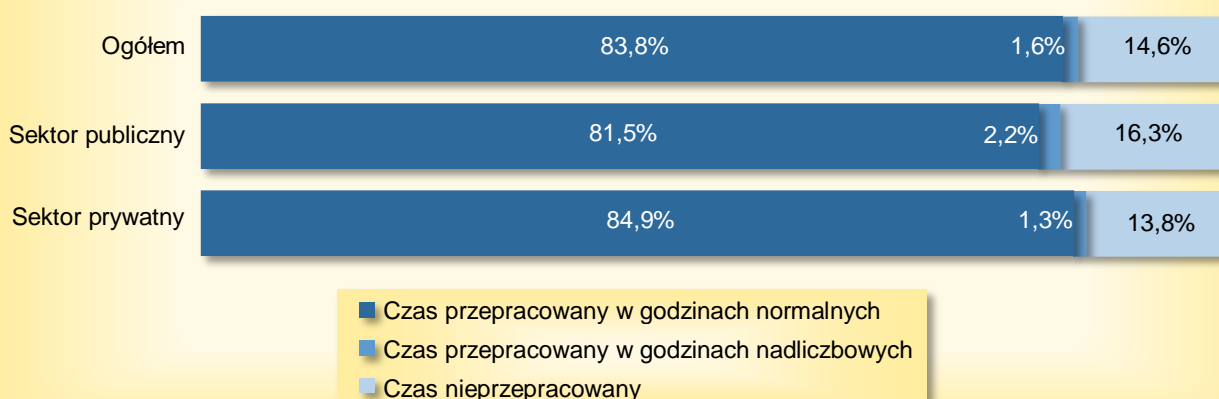 Ogółem 83,8% 1,6% 14,6%
Sektor publiczny 81,5% 2,2% 16,3%
Sektor prywatny 84,9% 1,3% 13,8%
Czas przepracowany w godzinach normalnych
Czas przepracowany w godzinach nadliczbowych
Czas nieprzepracowany